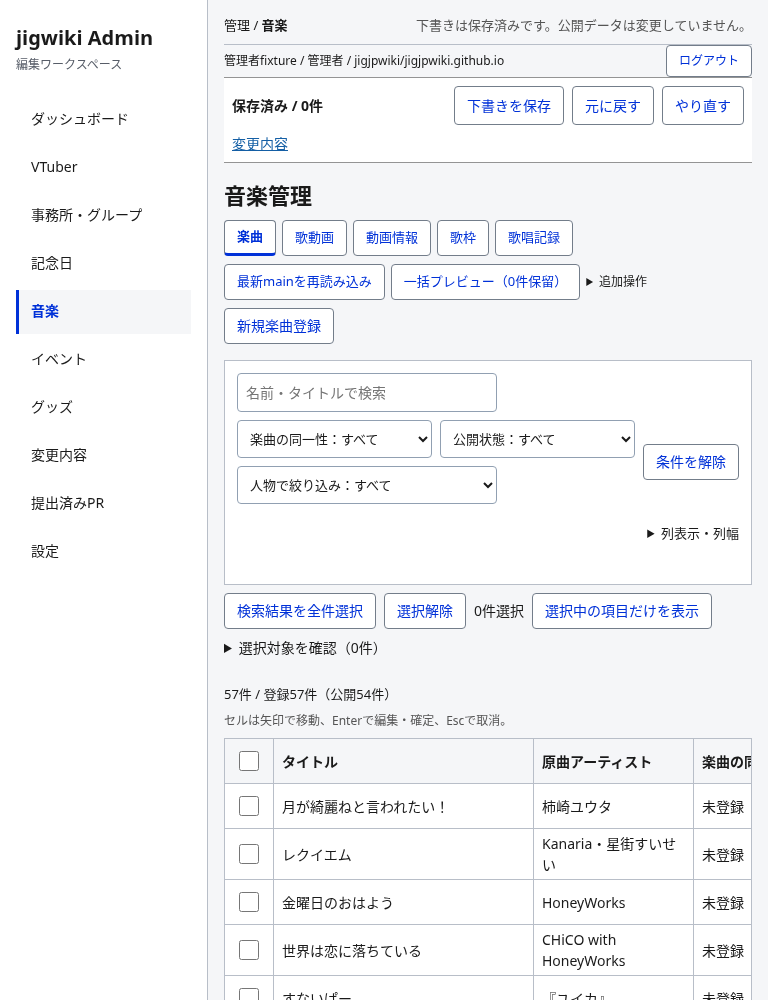 jigwiki Admin
編集ワークスペース
ダッシュボード
VTuber
事務所・グループ
記念日
音楽
イベント
グッズ
変更内容
提出済みPR
設定
管理 / 音楽
下書きは保存済みです。公開データは変更していません。
管理者fixture / 管理者 / jigjpwiki/jigjpwiki.github.io
ログアウト
保存済み / 0件
下書きを保存
元に戻す
やり直す
変更内容
音楽管理
楽曲
歌動画
動画情報
歌枠
歌唱記録
最新mainを再読み込み
一括プレビュー（0件保留）
▶ 追加操作
新規楽曲登録
名前・タイトルで検索
楽曲の同一性：すべて
公開状態：すべて
人物で絞り込み：すべて
条件を解除
▶ 列表示・列幅
検索結果を全件選択
選択解除
0件選択
選択中の項目だけを表示
▶ 選択対象を確認（0件）
57件 / 登録57件（公開54件）
セルは矢印で移動、Enterで編集・確定、Escで取消。
タイトル
原曲アーティスト
楽曲の
月が綺麗ねと言われたい！
柿崎ユウタ
未登録
レクイエム
Kanaria・星街すいせ
い
未登録
金曜日のおはよう
HoneyWorks
未登録
世界は恋に落ちている
CHiCO with
HoneyWorks
未登録
すないぱー
『ユイカ』
未登録